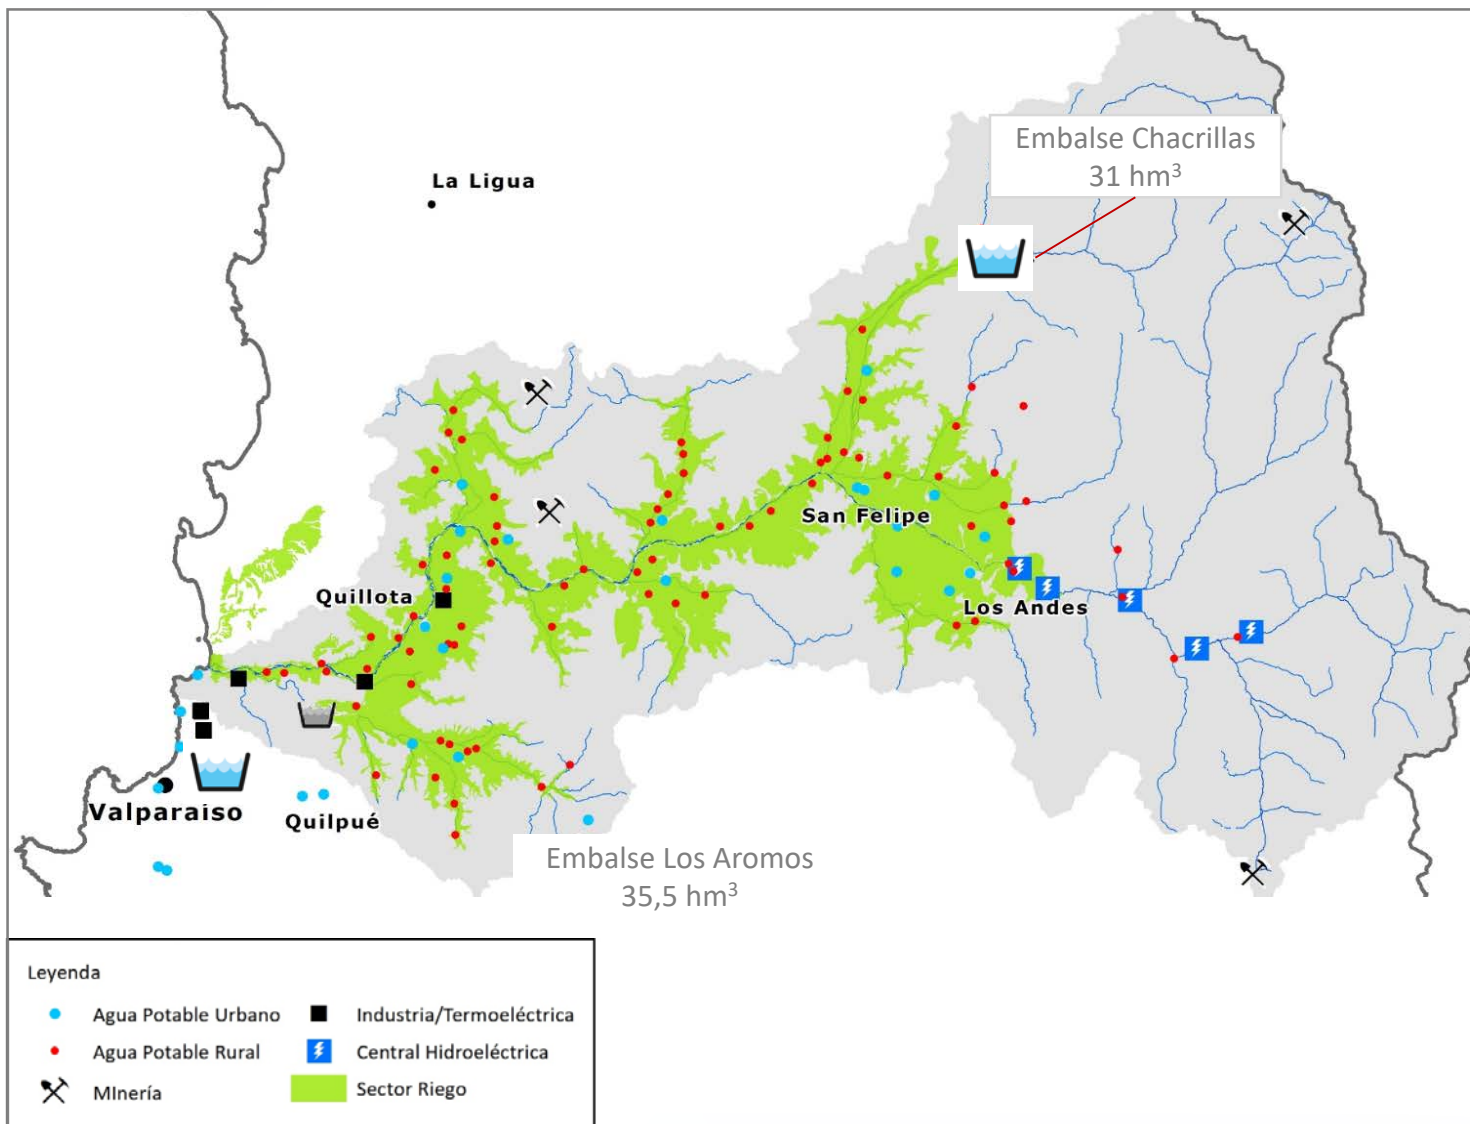 Embalse Chacrillas
31 hm³
La Ligua
San Felipe
Quillota
Los Andes
Valparaíso
Quilpué
Embalse Los Aromos
35,5 hm³
Leyenda
Agua Potable Urbano
Industria/Termoeléctrica
Agua Potable Rural
Central Hidroeléctrica
MInería
Sector Riego